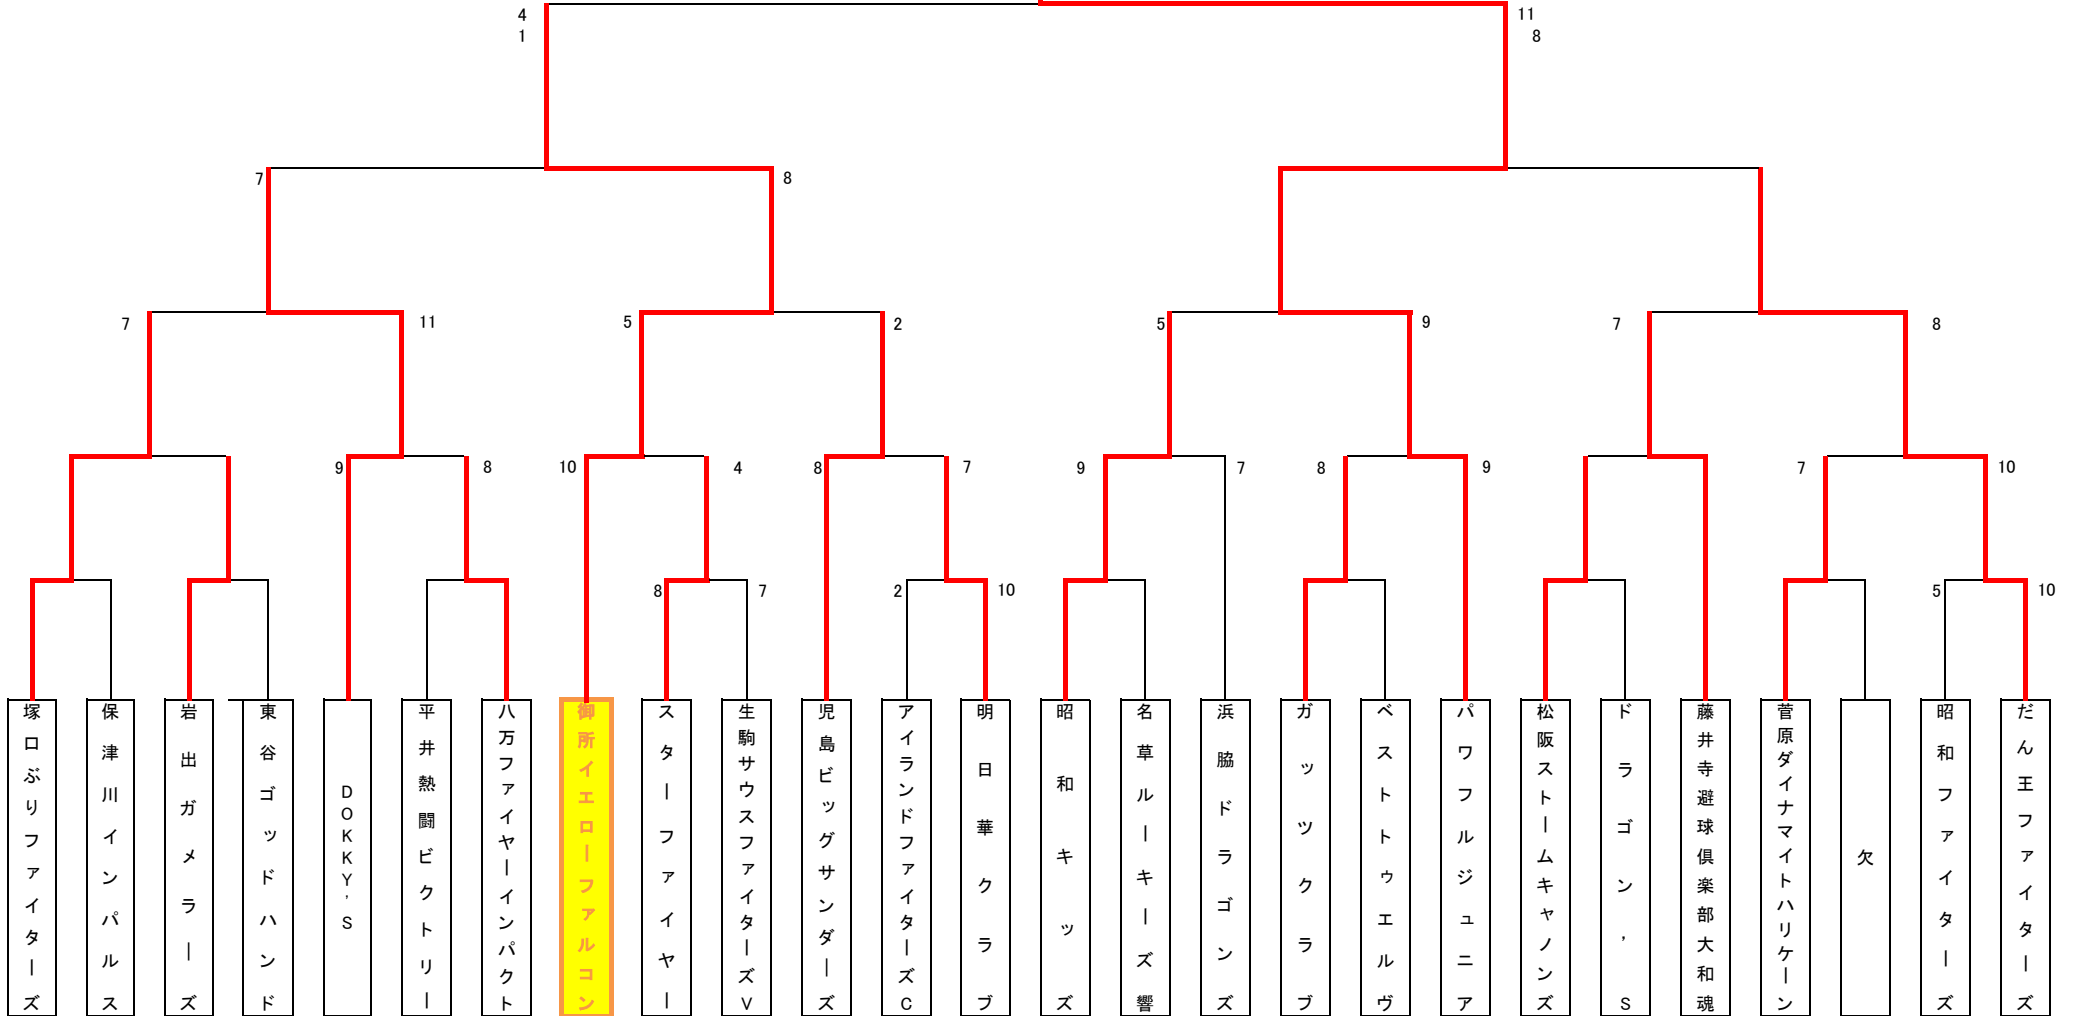 4 11
1 8
7 8
7 11 5 2 5 9 7 8
9 8 10 4 8 7 9 7 8 9 7 10
8 7 2 10 5 10
塚口ぶりファイターズ
保津川インパルス
岩出ガメラーズ
東谷ゴッドハンド
DOKKY'S
平井熱闘ビクトリー
八万ファイヤーインパクト
御所イエローファルコン
スターファイヤー
生駒サウスファイターズV
児島ビッグサンダーズ
アイランドファイターズC
明日華クラブ
昭和キッズ
名草ルーキーズ響
浜脇ドラゴンズ
ガッツクラブ
ベストトゥエルヴ
パワフルジュニア
松阪ストームキャノンズ
ドラゴン'S
藤井寺避球倶楽部大和魂
菅原ダイナマイトハリケーン
欠
昭和ファイターズ
だん王ファイターズ